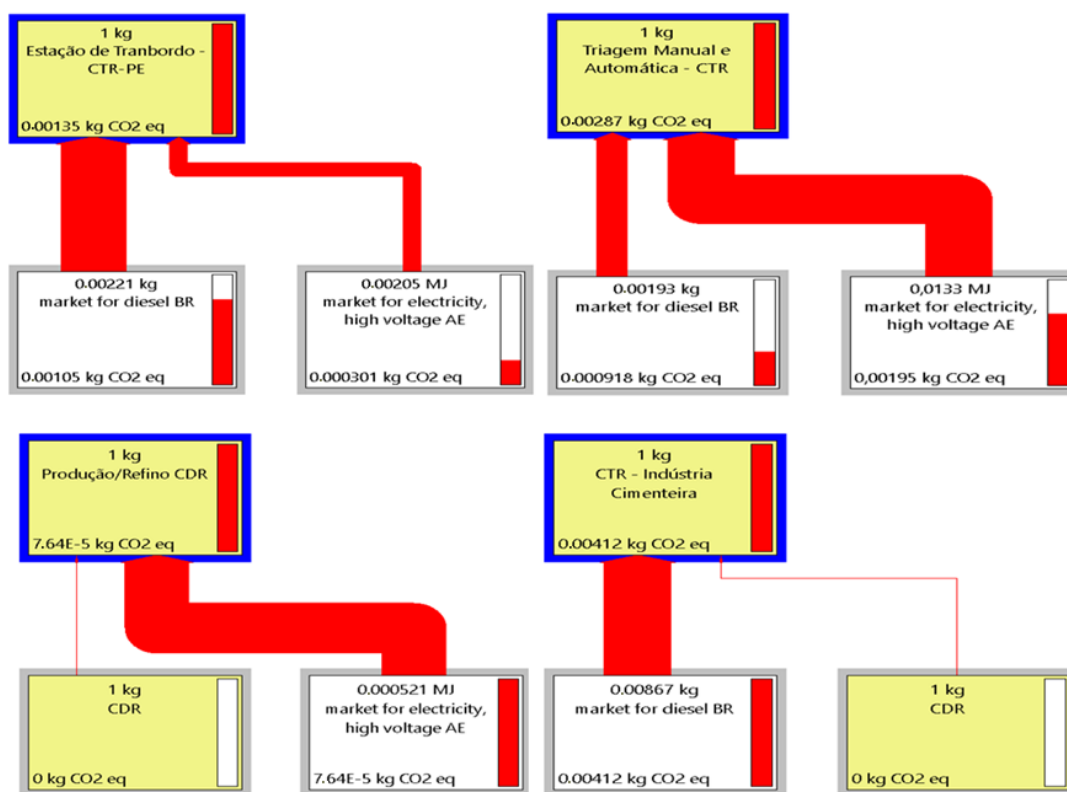 1 kg
Estação de Tranbordo -
CTR-PE
0.00135 kg CO2 eq
1 kg
Triagem Manual e
Automática - CTR
0.00287 kg CO2 eq
0.00221 kg
market for diesel BR
0.00105 kg CO2 eq
0.00205 MJ
market for electricity,
high voltage AE
0.000301 kg CO2 eq
0.00193 kg
market for diesel BR
0.000918 kg CO2 eq
0,0133 MJ
market for electricity,
high voltage AE
0,00195 kg CO2 eq
1 kg
Produção/Refino CDR
7.64E-5 kg CO2 eq
1 kg
CTR - Indústria
Cimenteira
0.00412 kg CO2 eq
1 kg
CDR
0 kg CO2 eq
0.000521 MJ
market for electricity,
high voltage AE
7.64E-5 kg CO2 eq
0.00867 kg
market for diesel BR
0.00412 kg CO2 eq
1 kg
CDR
0 kg CO2 eq